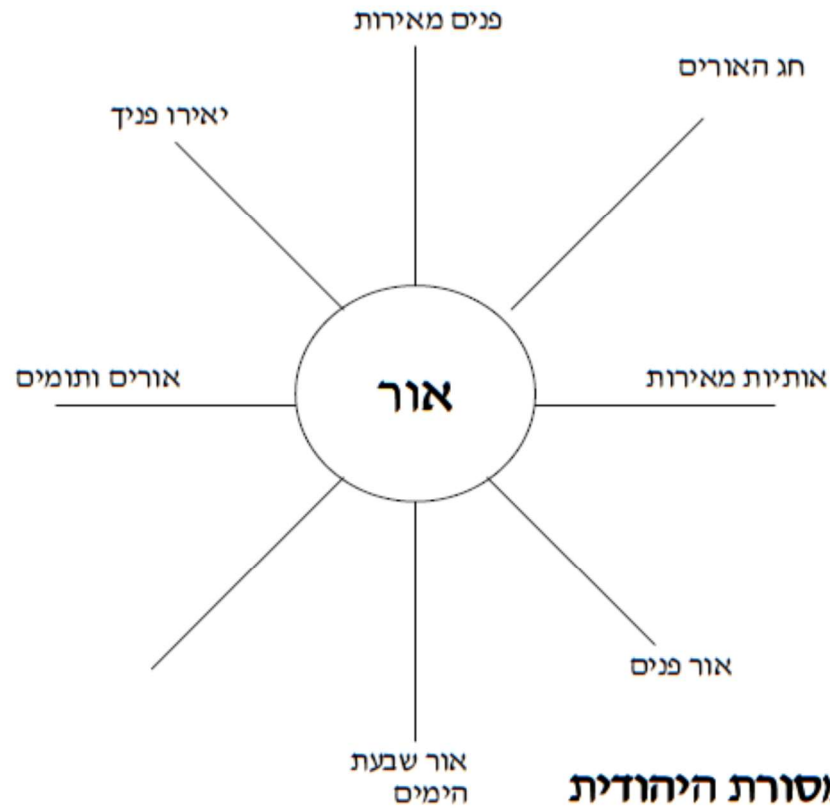 פנים מאירות
חג האורים
יאירו פניך
אותיות מאירות
אורים ותומים
אור
אור פנים
אור שבעת
הימים
מסורת היהודית